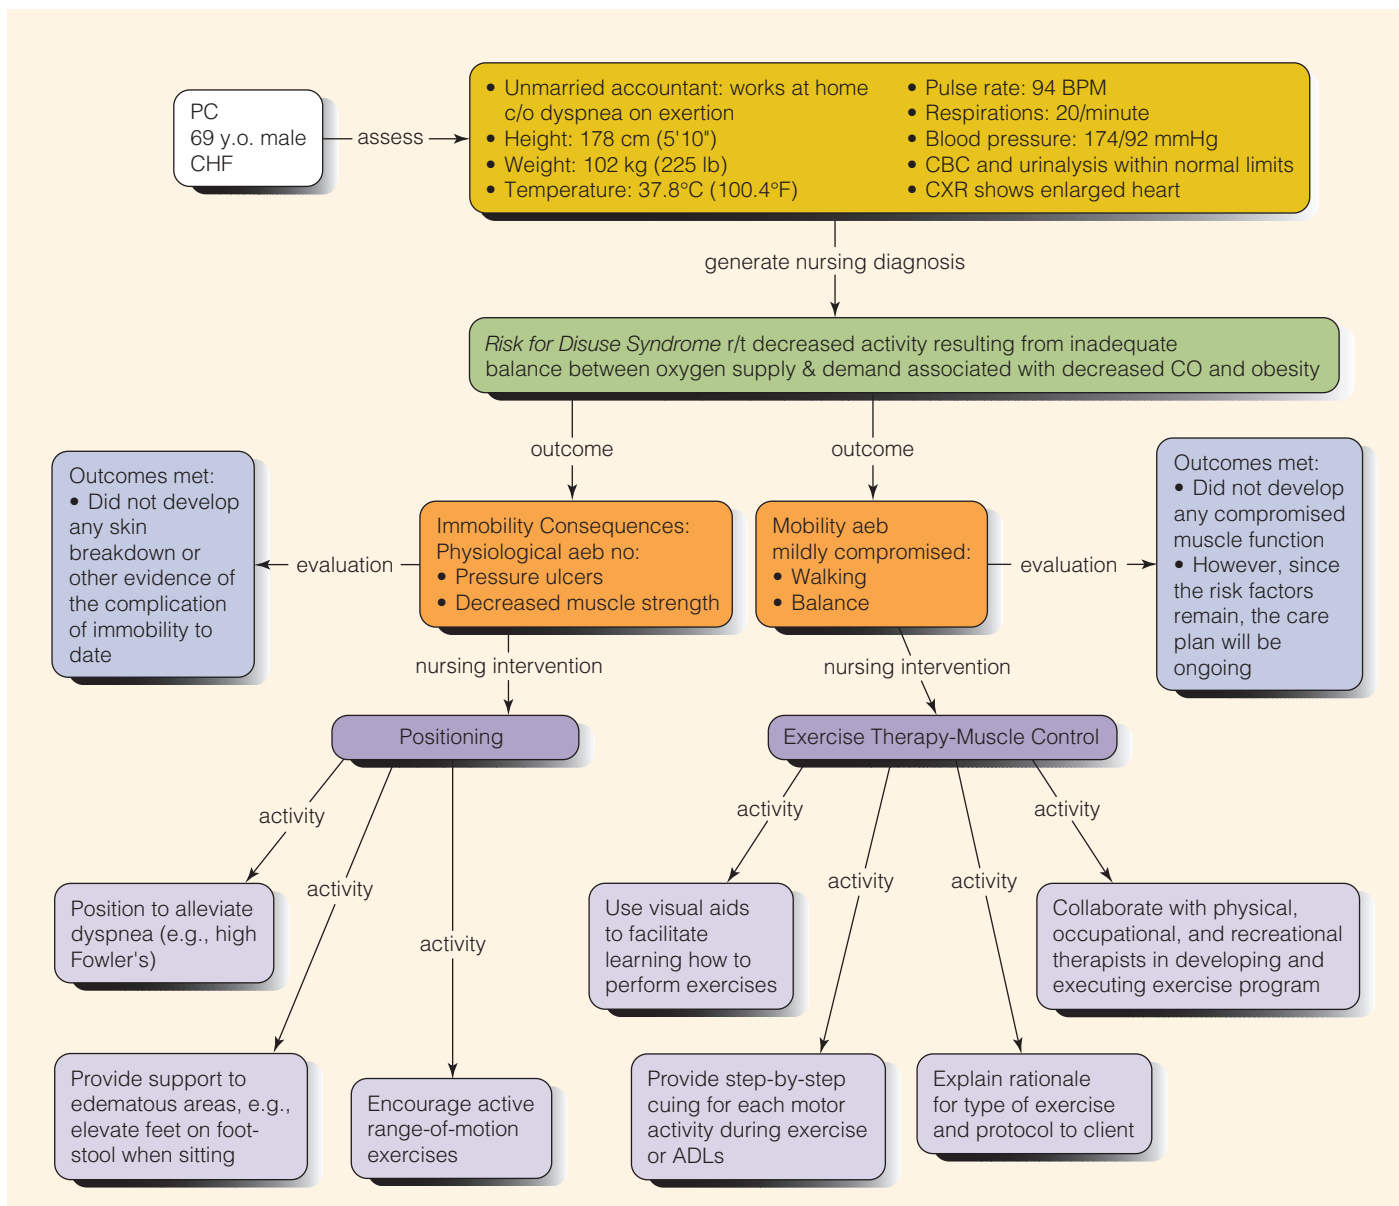 PC
69 y.o. male
CHF
assess
• Unmarried accountant: works at home
c/o dyspnea on exertion
• Height: 178 cm (5'10")
• Weight: 102 kg (225 lb)
• Temperature: 37.8°C (100.4°F)
• Pulse rate: 94 BPM
• Respirations: 20/minute
• Blood pressure: 174/92 mmHg
• CBC and urinalysis within normal limits
• CXR shows enlarged heart
generate nursing diagnosis
Risk for Disuse Syndrome r/t decreased activity resulting from inadequate
balance between oxygen supply & demand associated with decreased CO and obesity
outcome
outcome
Outcomes met:
• Did not develop
any skin
breakdown or
other evidence of
the complication
of immobility to
date
evaluation
Immobility Consequences:
Physiological aeb no:
• Pressure ulcers
• Decreased muscle strength
Mobility aeb
mildly compromised:
• Walking
• Balance
evaluation
Outcomes met:
• Did not develop
any compromised
muscle function
• However, since
the risk factors
remain, the care
plan will be
ongoing
nursing intervention
nursing intervention
Positioning
Exercise Therapy-Muscle Control
activity
activity
activity
activity
activity
activity
activity
Position to alleviate
dyspnea (e.g., high
Fowler's)
Use visual aids
to facilitate
learning how to
perform exercises
Collaborate with physical,
occupational, and recreational
therapists in developing and
executing exercise program
Provide support to
edematous areas, e.g.,
elevate feet on foot-
stool when sitting
Encourage active
range-of-motion
exercises
Provide step-by-step
cuing for each motor
activity during exercise
or ADLs
Explain rationale
for type of exercise
and protocol to client